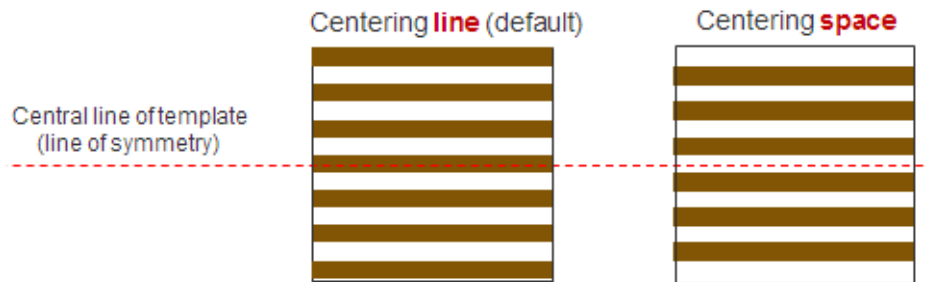 Centering line (default)
Centering space
Central line of template
(line of symmetry)